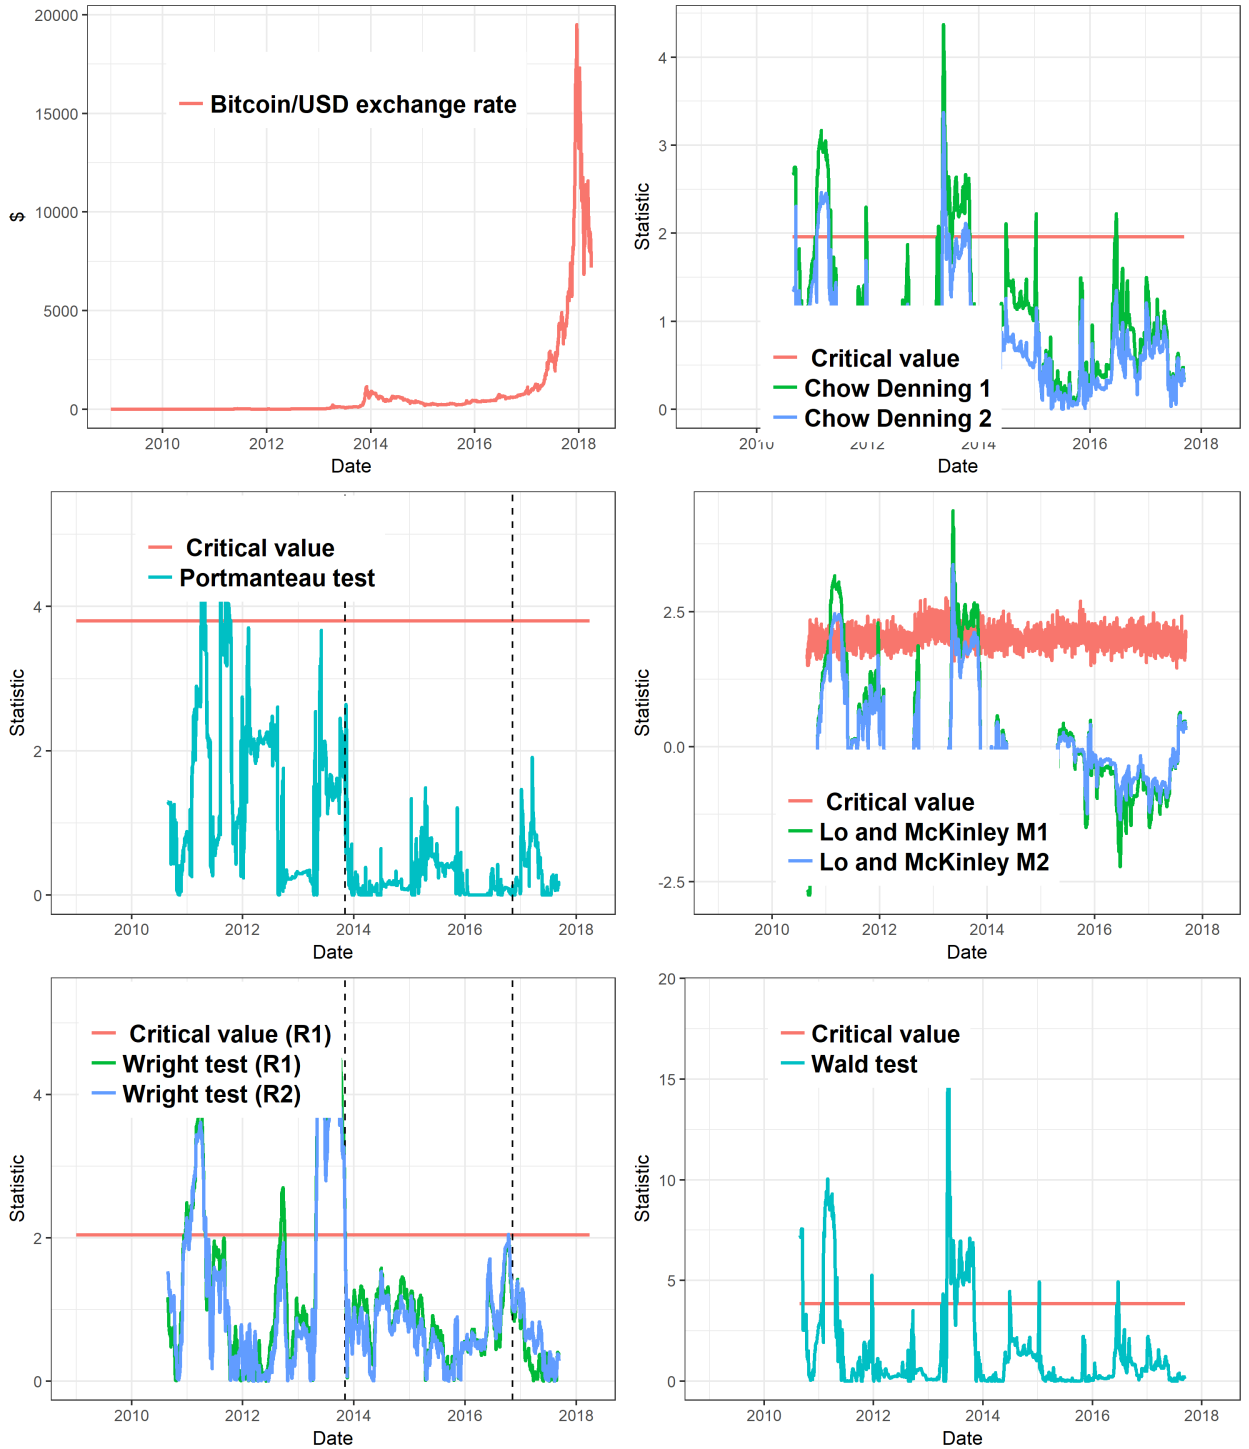 20000
15000
10000
5000
0
$
Bitcoin/USD exchange rate
2010 2012 2014 2016 2018
Date
4
3
2
1
0
Statistic
Critical value
Chow Denning 1
Chow Denning 2
2010 2012 2014 2016 2018
Date
4
2
0
Statistic
Critical value
Portmanteau test
2010 2012 2014 2016 2018
Date
2.5
0.0
-2.5
Statistic
Critical value
Lo and McKinley M1
Lo and McKinley M2
2010 2012 2014 2016 2018
Date
4
2
0
Statistic
Critical value (R1)
Wright test (R1)
Wright test (R2)
2010 2012 2014 2016 2018
Date
20
15
10
5
0
Statistic
Critical value
Wald test
2010 2012 2014 2016 2018
Date